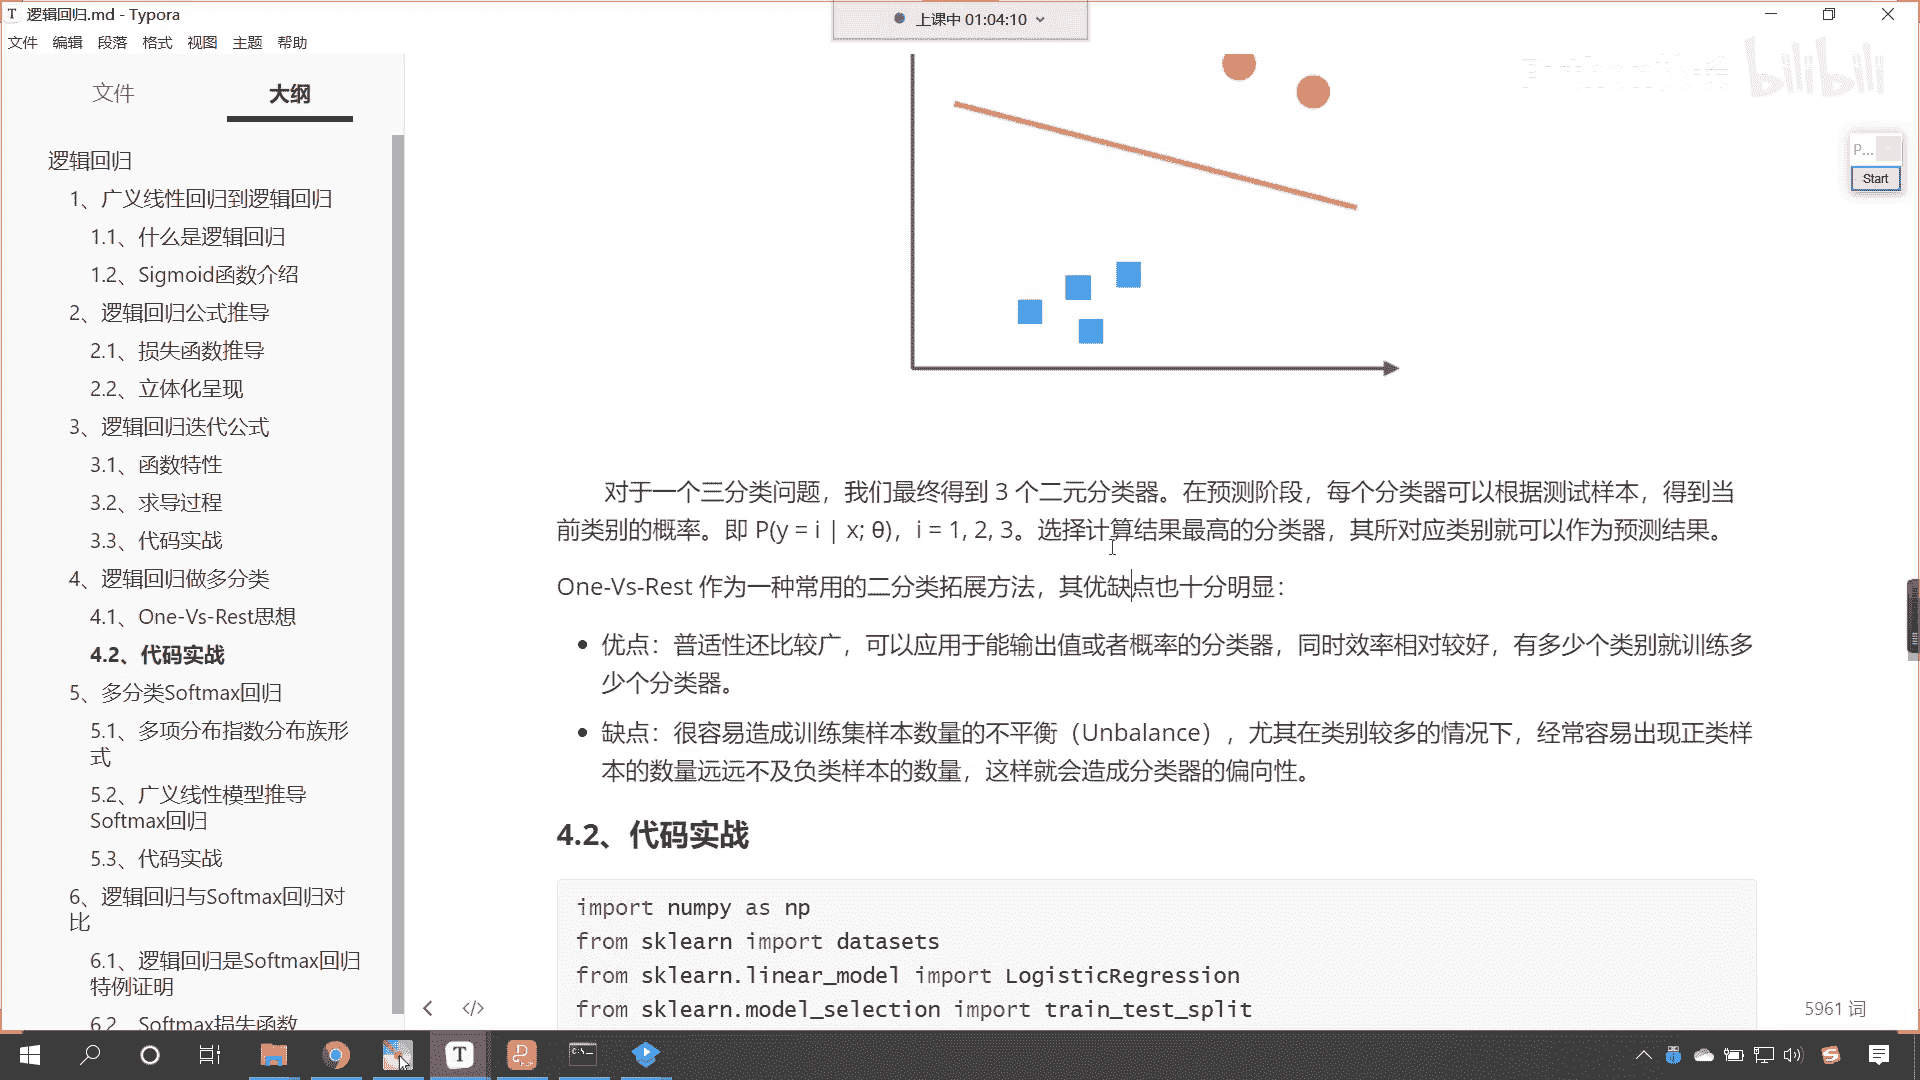 逻辑回归.md - Typora
上课中 01:04:10
文件 编辑 段落 格式 视图 主题 帮助
bilibili
P...
Start
文件 大纲
逻辑回归
1、广义线性回归到逻辑回归
1.1、什么是逻辑回归
1.2、Sigmoid函数介绍
2、逻辑回归公式推导
2.1、损失函数推导
2.2、立体化呈现
3、逻辑回归迭代公式
3.1、函数特性
3.2、求导过程
3.3、代码实战
4、逻辑回归做多分类
4.1、One-Vs-Rest思想
4.2、代码实战
5、多分类Softmax回归
5.1、多项分布指数分布族形
式
5.2、广义线性模型推导
Softmax回归
5.3、代码实战
6、逻辑回归与Softmax回归对
比
6.1、逻辑回归是Softmax回归
特例证明
6.2、Softmax损失函数
对于一个三分类问题，我们最终得到 3 个二元分类器。在预测阶段，每个分类器可以根据测试样本，得到当
前类别的概率。即 P(y = i | x; θ)，i = 1, 2, 3。选择计算结果最高的分类器，其所对应类别就可以作为预测结果。
One-Vs-Rest 作为一种常用的二分类拓展方法，其优缺点也十分明显：
优点：普适性还比较广，可以应用于能输出值或者概率的分类器，同时效率相对较好，有多少个类别就训练多
少个分类器。
缺点：很容易造成训练集样本数量的不平衡（Unbalance），尤其在类别较多的情况下，经常容易出现正类样
本的数量远远不及负类样本的数量，这样就会造成分类器的偏向性。
4.2、代码实战
import numpy as np
from sklearn import datasets
from sklearn.linear_model import LogisticRegression
from sklearn.model_selection import train_test_split
5961 词